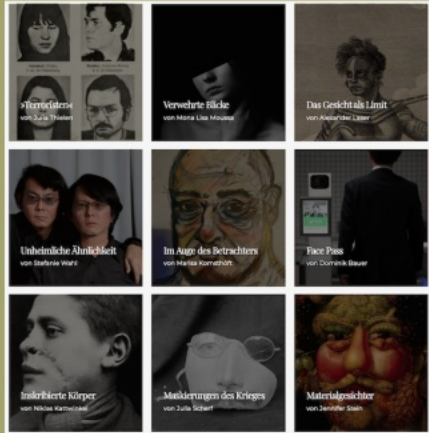 »Terroristen«
von Julia Thielen
Verwehrte Blicke
von Mona Lisa Moussa
Das Gesicht als Limit
von Alexander Laser
Unheimliche Ähnlichkeit
von Stefanie Wahl
Im Auge des Betrachters
von Marisa
Face Pass
von Dominik Bauer
Inskribierte Körper
von Niklas Kattwinkel
Maskierungen des Krieges
von Julia Scherf
Materialgesichter
von Jennifer Stein